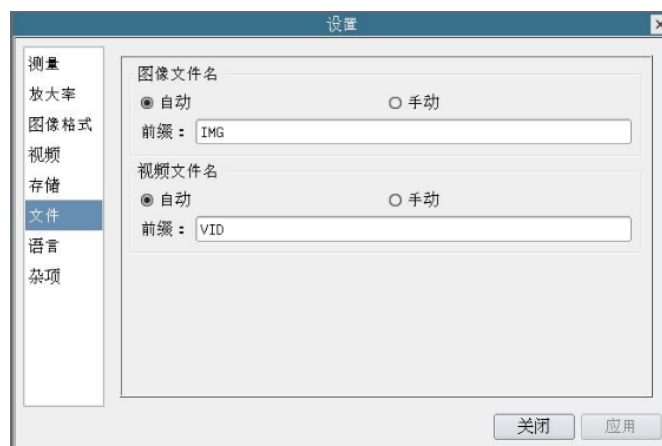 设置
测量
放大率
图像格式
视频
存储
文件
语言
杂项
图像文件名
自动 手动
前缀： IMG
视频文件名
自动 手动
前缀： VID
关闭 应用